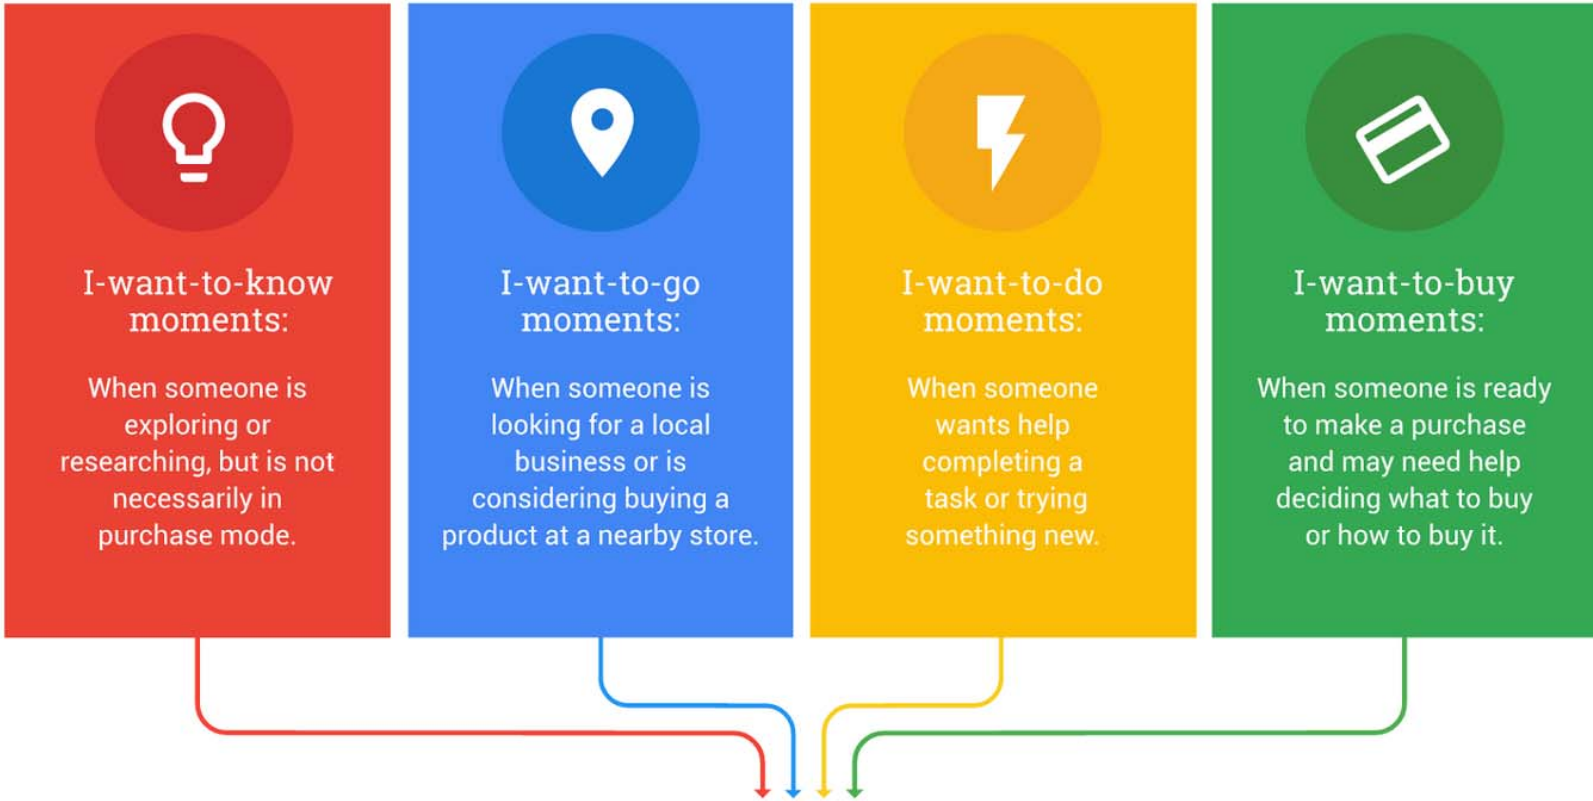 I-want-to-know
moments:
When someone is
exploring or
researching, but is not
necessarily in
purchase mode.
I-want-to-go
moments:
When someone is
looking for a local
business or is
considering buying a
product at a nearby store.
I-want-to-do
moments:
When someone
wants help
completing a
task or trying
something new.
I-want-to-buy
moments:
When someone is ready
to make a purchase
and may need help
deciding what to buy
or how to buy it.